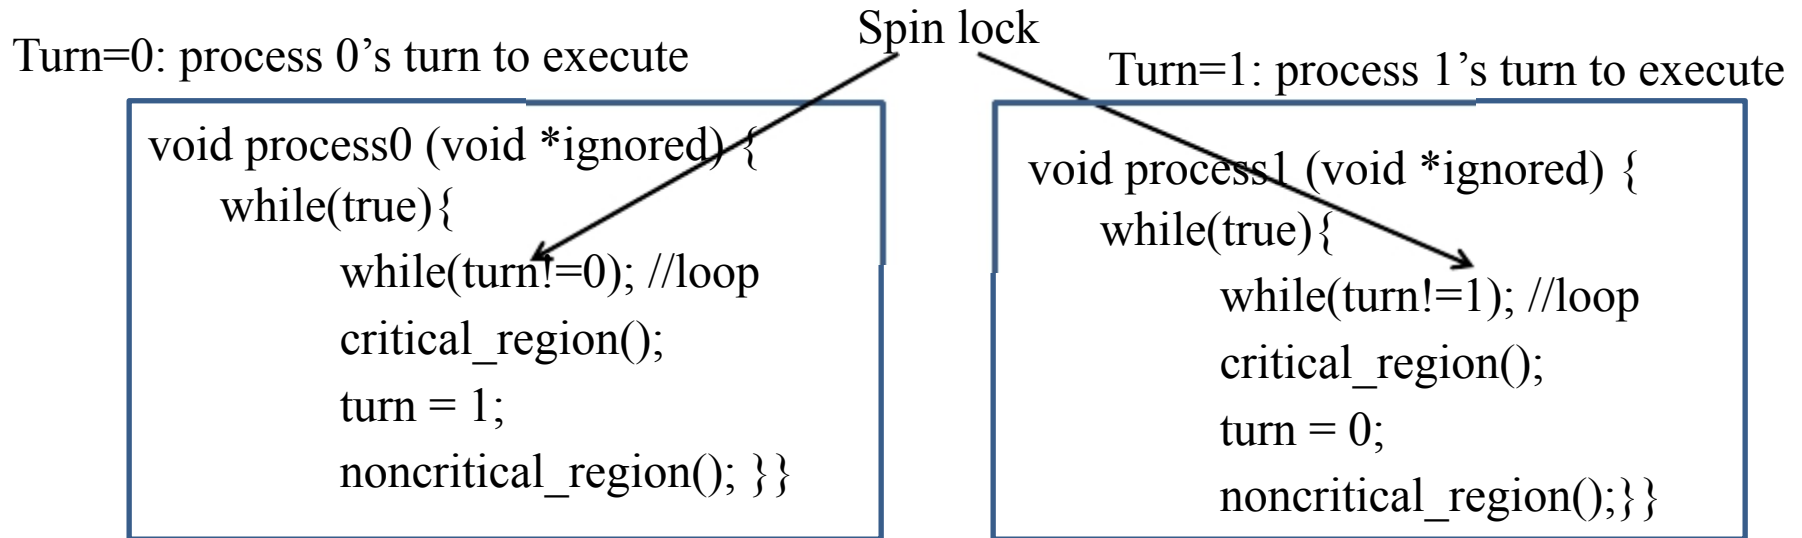 Spin lock
Turn=0: process 0’s turn to execute
void process0 (void *ignored) {
while(true){
while(turn!=0); //loop
critical_region();
turn = 1;
noncritical_region(); }}
Turn=1: process 1’s turn to execute
void process1 (void *ignored) {
while(true){
while(turn!=1); //loop
critical_region();
turn = 0;
noncritical_region();}}